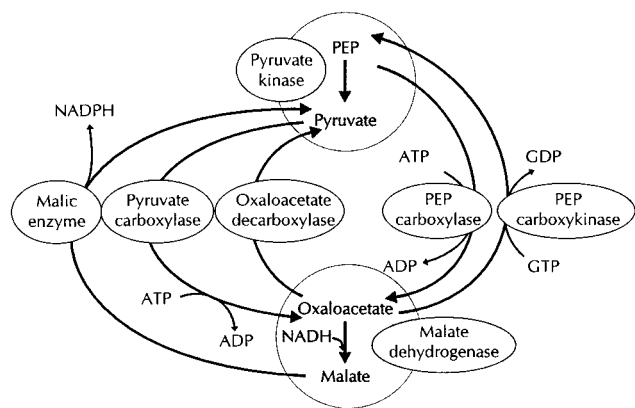 PEP
Pyruvate
kinase
NADPH
Pyruvate
ATP
GDP
Malic
enzyme
Pyruvate
carboxylase
Oxaloacetate
decarboxylase
PEP
carboxylase
PEP
carboxykinase
ADP
GTP
ATP
Oxaloacetate
ADP
NADH
Malate
dehydrogenase
Malate